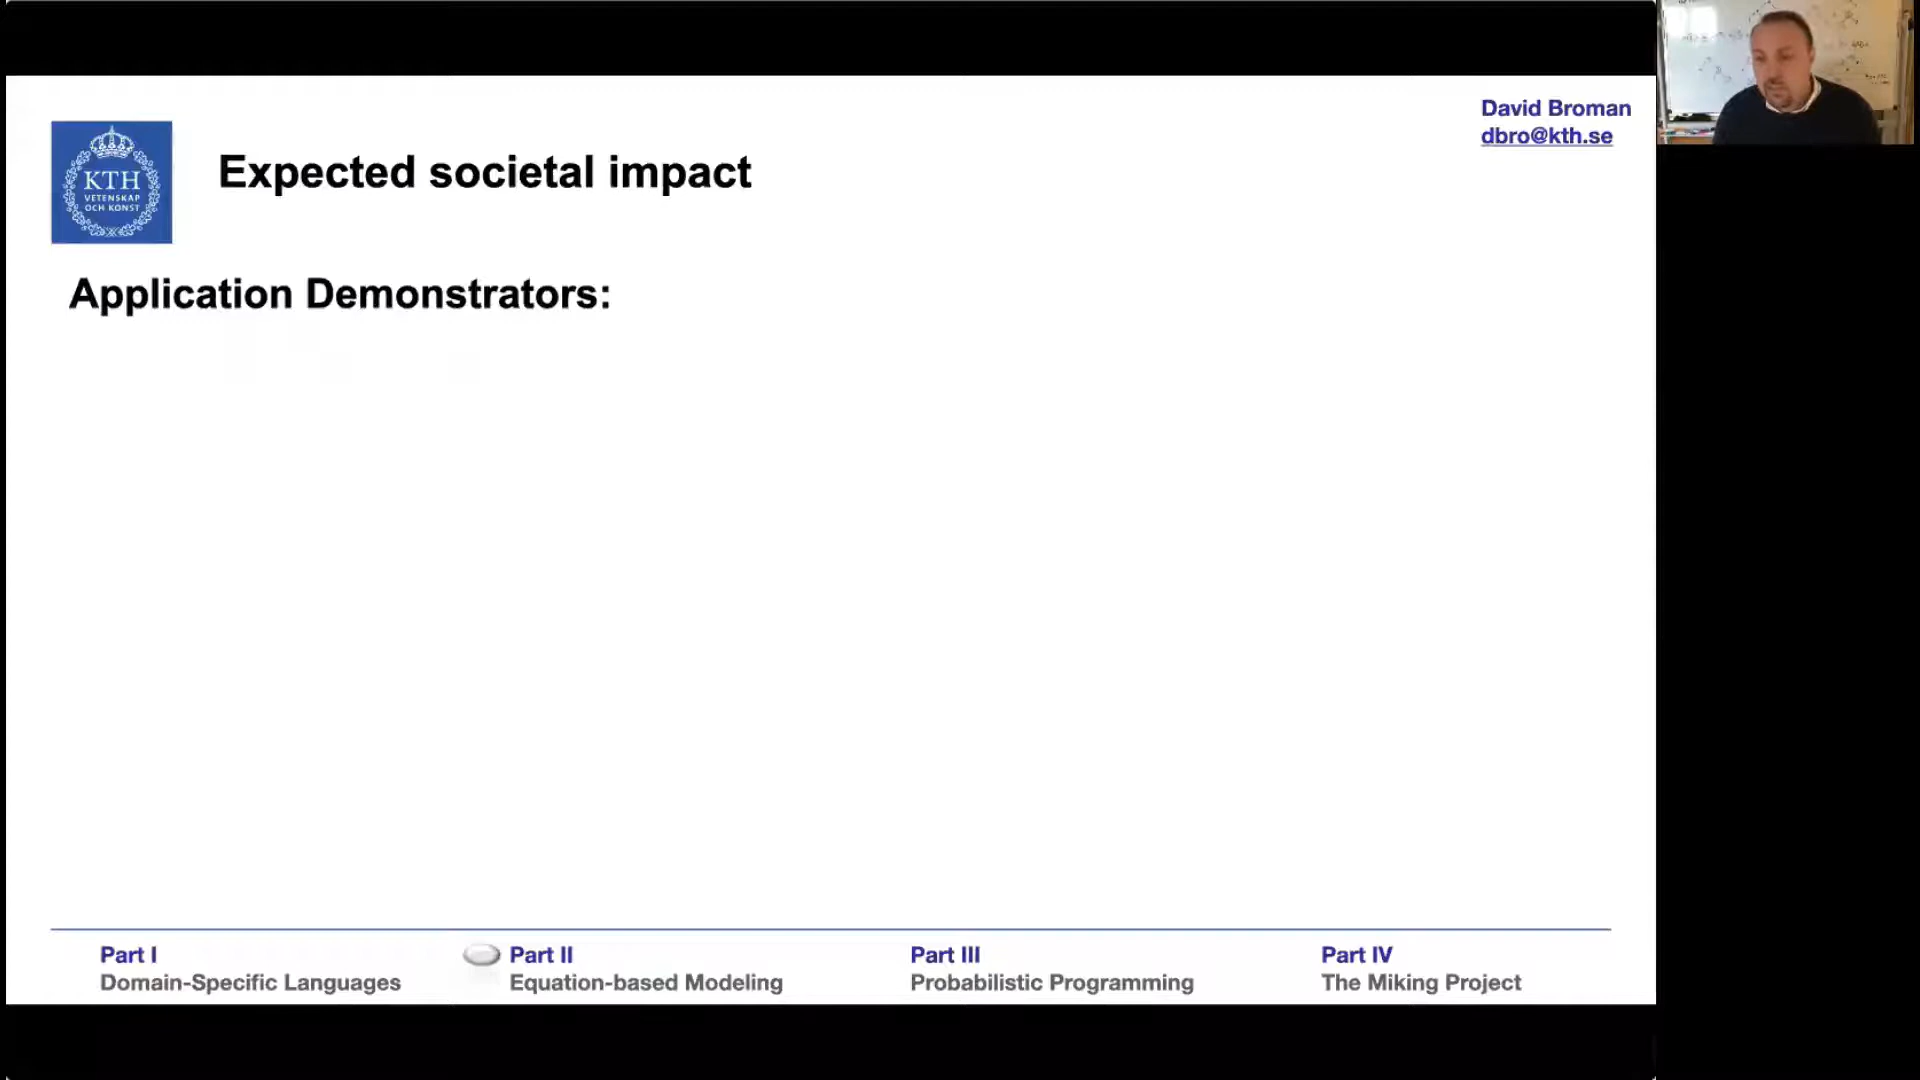 David Broman
dbro@kth.se
KTH
VETENSKAP
OCH KONST
Expected societal impact
Application Demonstrators:
Part I
Domain-Specific Languages
Part II
Equation-based Modeling
Part III
Probabilistic Programming
Part IV
The Miking Project